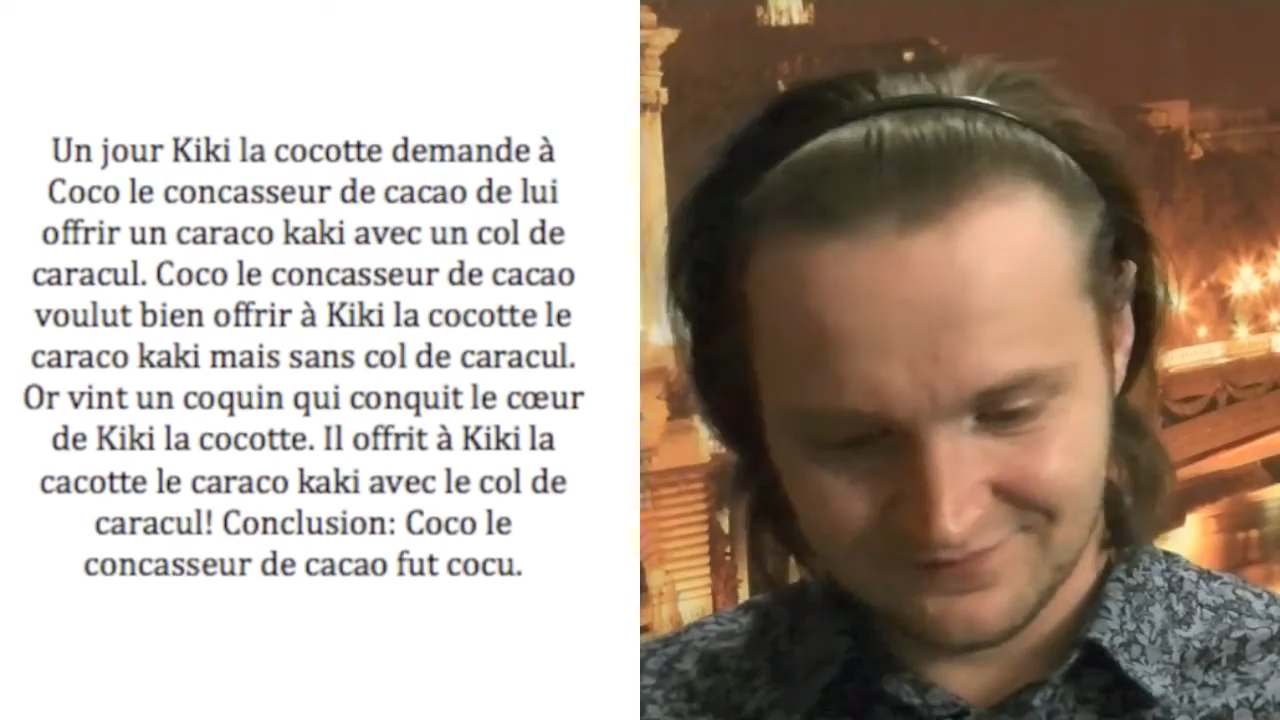 Un jour Kiki la cocotte demande à
Coco le concasseur de cacao de lui
offrir un caraco kaki avec un col de
caracul. Coco le concasseur de cacao
voulut bien offrir à Kiki la cocotte le
caraco kaki mais sans col de caracul.
Or vint un coquin qui conquit le cœur
de Kiki la cocotte. Il offrit à Kiki la
cacotte le caraco kaki avec le col de
caracul! Conclusion: Coco le
concasseur de cacao fut cocu.